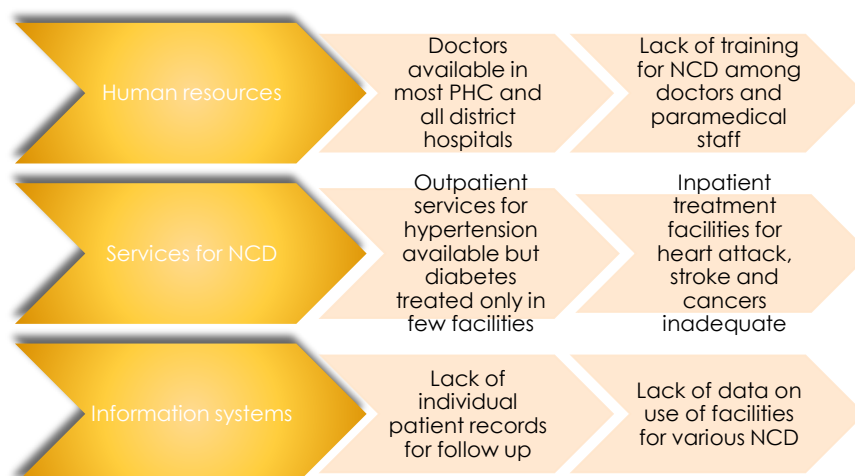 Human resources
Doctors
available in
most PHC and
all district
hospitals
Lack of training
for NCD among
doctors and
paramedical
staff
Services for NCD
Outpatient
services for
hypertension
available but
diabetes
treated only in
few facilities
Inpatient
treatment
facilities for
heart attack,
stroke and
cancers
inadequate
Information systems
Lack of
individual
patient records
for follow up
Lack of data on
use of facilities
for various NCD